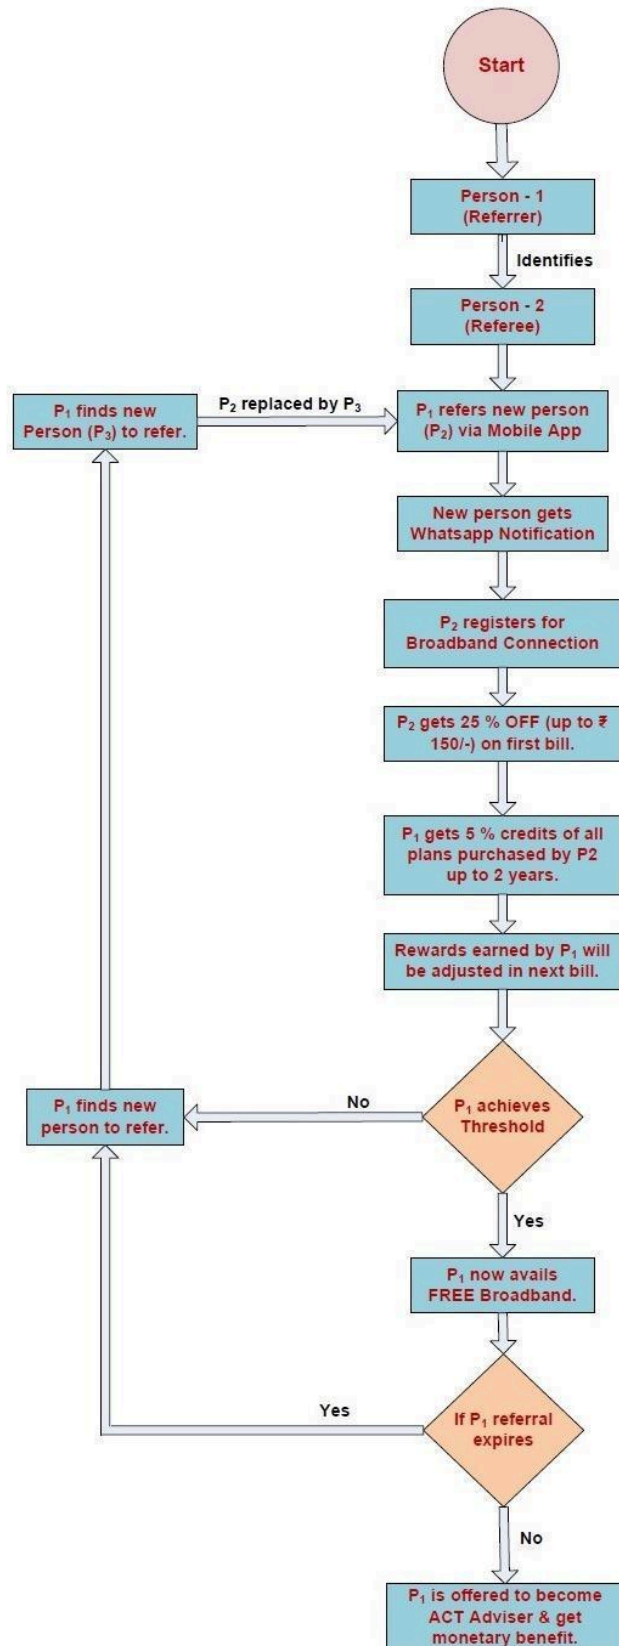 Start
Person - 1
(Referrer)
Identifies
Person - 2
(Referee)
P₁ finds new
Person (P₃) to refer.
P₂ replaced by P₃
P₁ refers new person
(P₂) via Mobile App
New person gets
Whatsapp Notification
P₂ registers for
Broadband Connection
P₂ gets 25 % OFF (up to ₹
150/-) on first bill.
P₁ gets 5 % credits of all
plans purchased by P2
up to 2 years.
Rewards earned by P₁ will
be adjusted in next bill.
P₁ finds new
person to refer.
No
P₁ achieves
Threshold
Yes
P₁ now avails
FREE Broadband.
Yes
If P₁ referral
expires
No
P₁ is offered to become
ACT Adviser & get
monetary benefit.